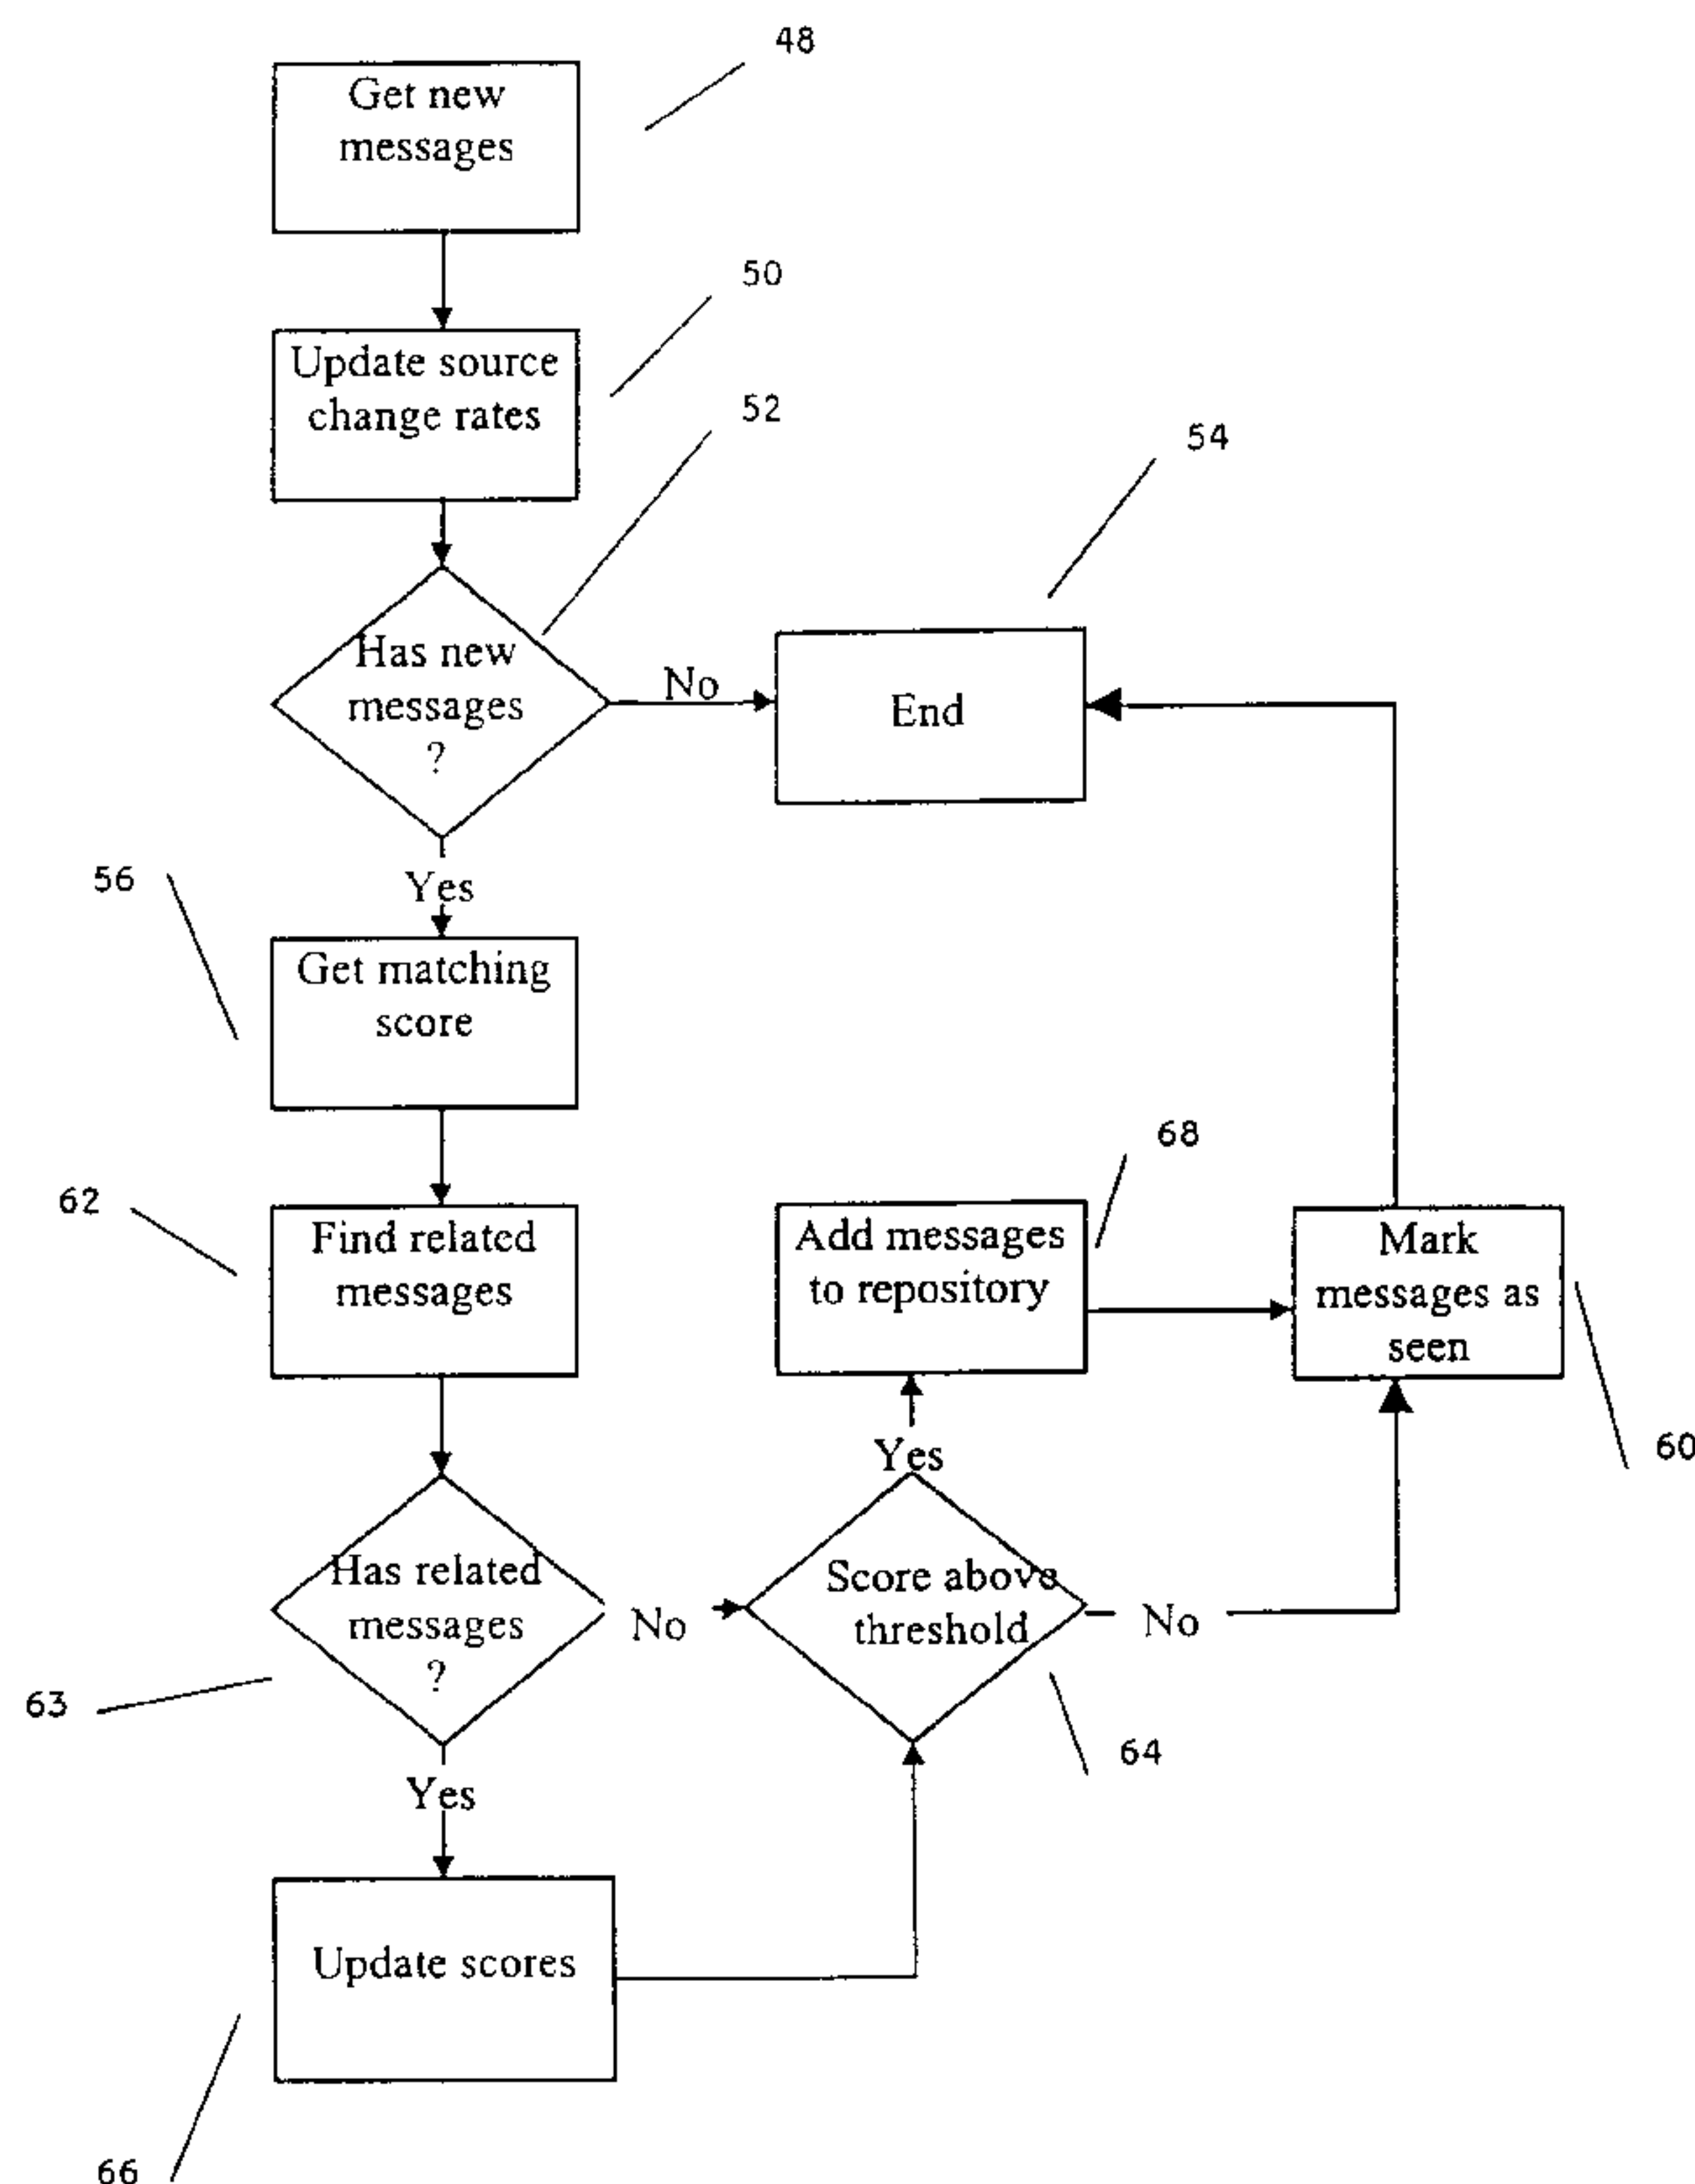 48
Get new
messages
50
Update source
change rates
52
54
Has new
messages
?
No
End
Yes
56
Get matching
score
68
62
Find related
messages
Add messages
to repository
Mark
messages as
seen
60
Yes
Has related
messages
?
No
Score above
threshold
No
63
64
Yes
Update scores
66